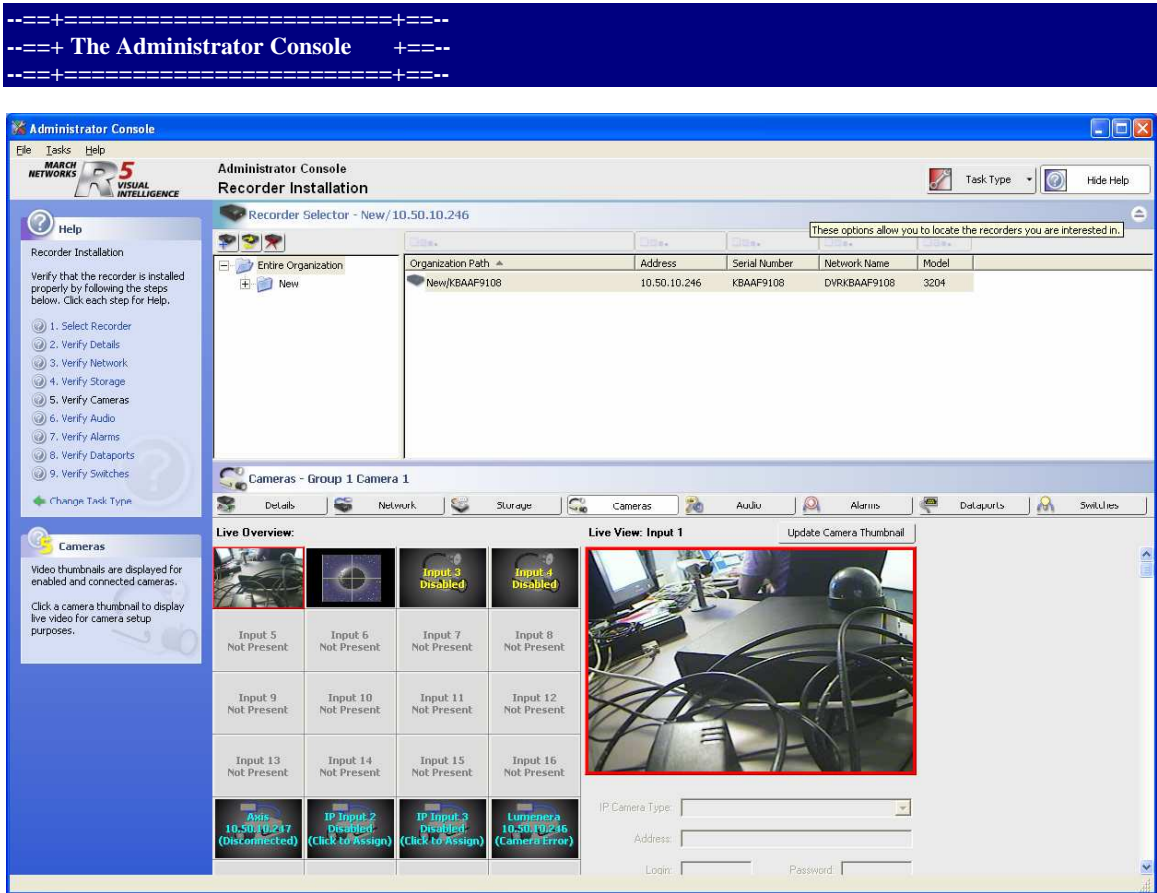 --==+========================+==--
--==+ The Administrator Console +==--
--==+========================+==--
Administrator Console
File Tasks Help
MARCH NETWORKS R5 VISUAL INTELLIGENCE
Administrator Console
Recorder Installation
Task Type
Hide Help
Help
Recorder Installation
Verify that the recorder is installed
properly by following the steps
below. Click each step for Help.
1. Select Recorder
2. Verify Details
3. Verify Network
4. Verify Storage
5. Verify Cameras
6. Verify Audio
7. Verify Alarms
8. Verify Dataports
9. Verify Switches
Change Task Type
Cameras
Video thumbnails are displayed for
enabled and connected cameras.
Click a camera thumbnail to display
live video for camera setup
purposes.
Recorder Selector - New/10.50.10.246
These options allow you to locate the recorders you are interested in.
Entire Organization
New
Organization Path Address Serial Number Network Name Model
New/KBAAF9108 10.50.10.246 KBAAF9108 DVRKBAAF9108 3204
Cameras - Group 1 Camera 1
Details Network Storage Cameras Audio Alarms Dataports Switches
Live Overview:
Input 3 Disabled
Input 4 Disabled
Input 5 Not Present
Input 6 Not Present
Input 7 Not Present
Input 8 Not Present
Input 9 Not Present
Input 10 Not Present
Input 11 Not Present
Input 12 Not Present
Input 13 Not Present
Input 14 Not Present
Input 15 Not Present
Input 16 Not Present
Axis 10.50.10.247 (Disconnected)
IP Input 2 Disabled (Click to Assign)
IP Input 3 Disabled (Click to Assign)
Lumenera 10.50.10.246 (Camera Error)
Live View: Input 1
Update Camera Thumbnail
IP Camera Type:
Address:
Login: Password: